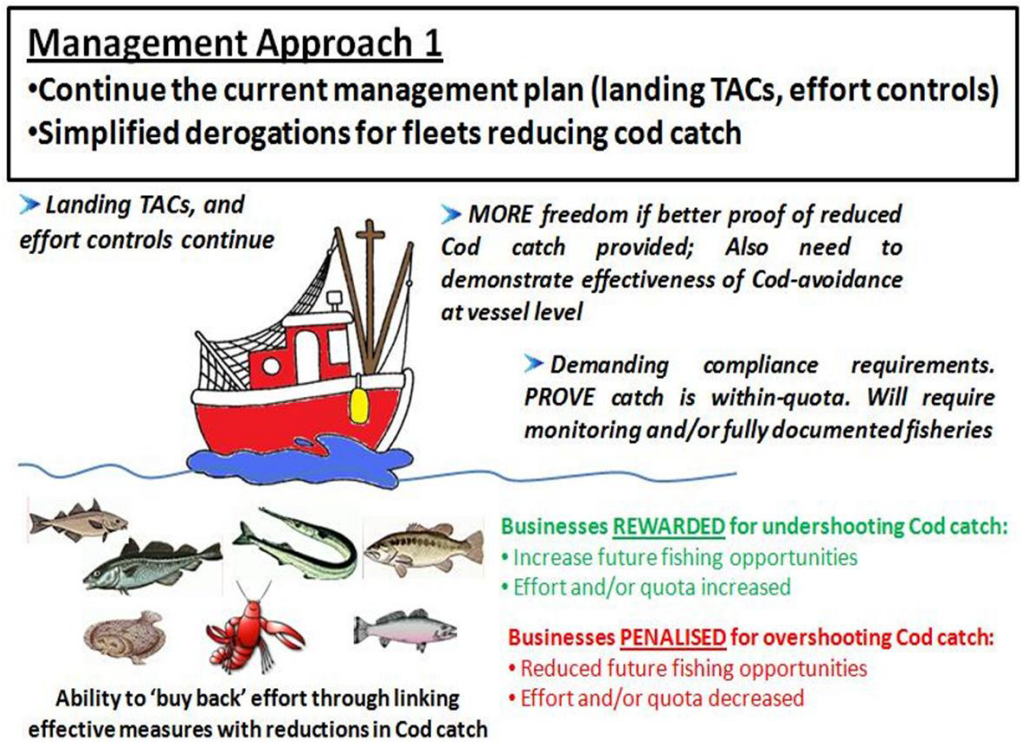 Management Approach 1
•Continue the current management plan (landing TACs, effort controls)
•Simplified derogations for fleets reducing cod catch
Landing TACs, and
effort controls continue
MORE freedom if better proof of reduced
Cod catch provided; Also need to
demonstrate effectiveness of Cod-avoidance
at vessel level
Demanding compliance requirements.
PROVE catch is within-quota. Will require
monitoring and/or fully documented fisheries
Businesses REWARDED for undershooting Cod catch:
• Increase future fishing opportunities
• Effort and/or quota increased
Businesses PENALISED for overshooting Cod catch:
• Reduced future fishing opportunities
• Effort and/or quota decreased
Ability to ‘buy back’ effort through linking
effective measures with reductions in Cod catch